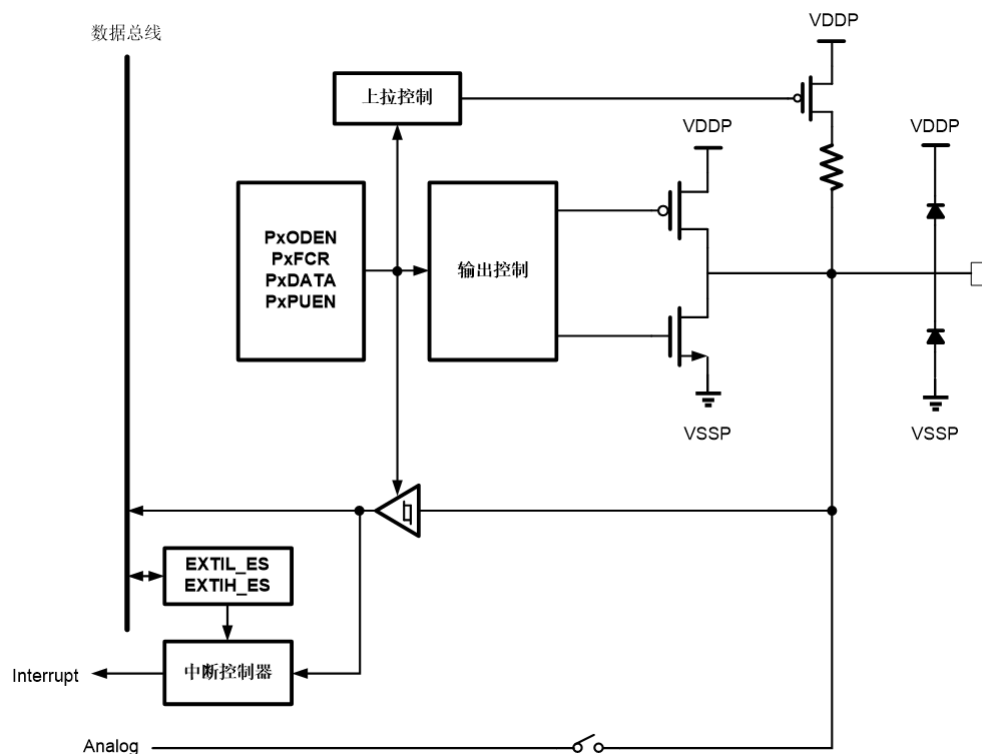 数据总线
VDDP
上拉控制
VDDP
VDDP
PxODEN
PxFCR
PxDATA
PxPUEN
输出控制
VSSP
VSSP
EXTIL_ES
EXTIH_ES
中断控制器
Interrupt
Analog